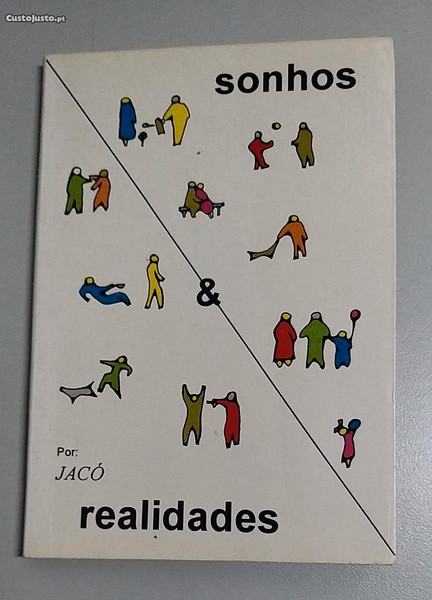 CustoJusto.pt
sonhos
&
Por:
JACÓ
realidades